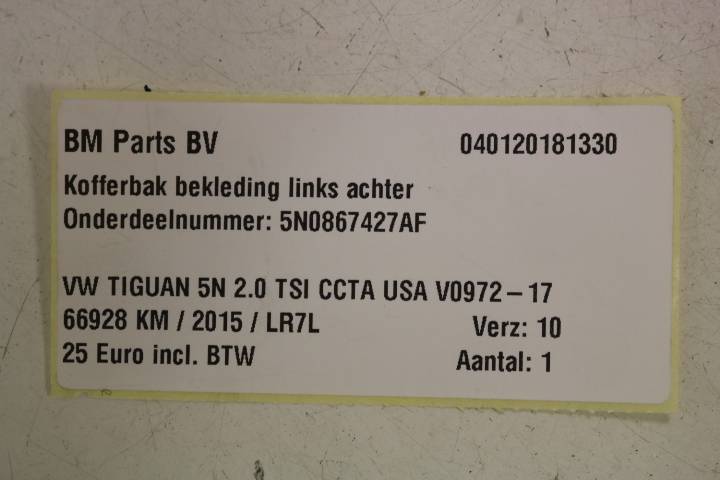 BM Parts BV 040120181330
Kofferbak bekleding links achter
Onderdeelnummer: 5N0867427AF
VW TIGUAN 5N 2.0 TSI CCTA USA V0972-17
66928 KM / 2015 / LR7L Verz: 10
25 Euro incl. BTW Aantal: 1